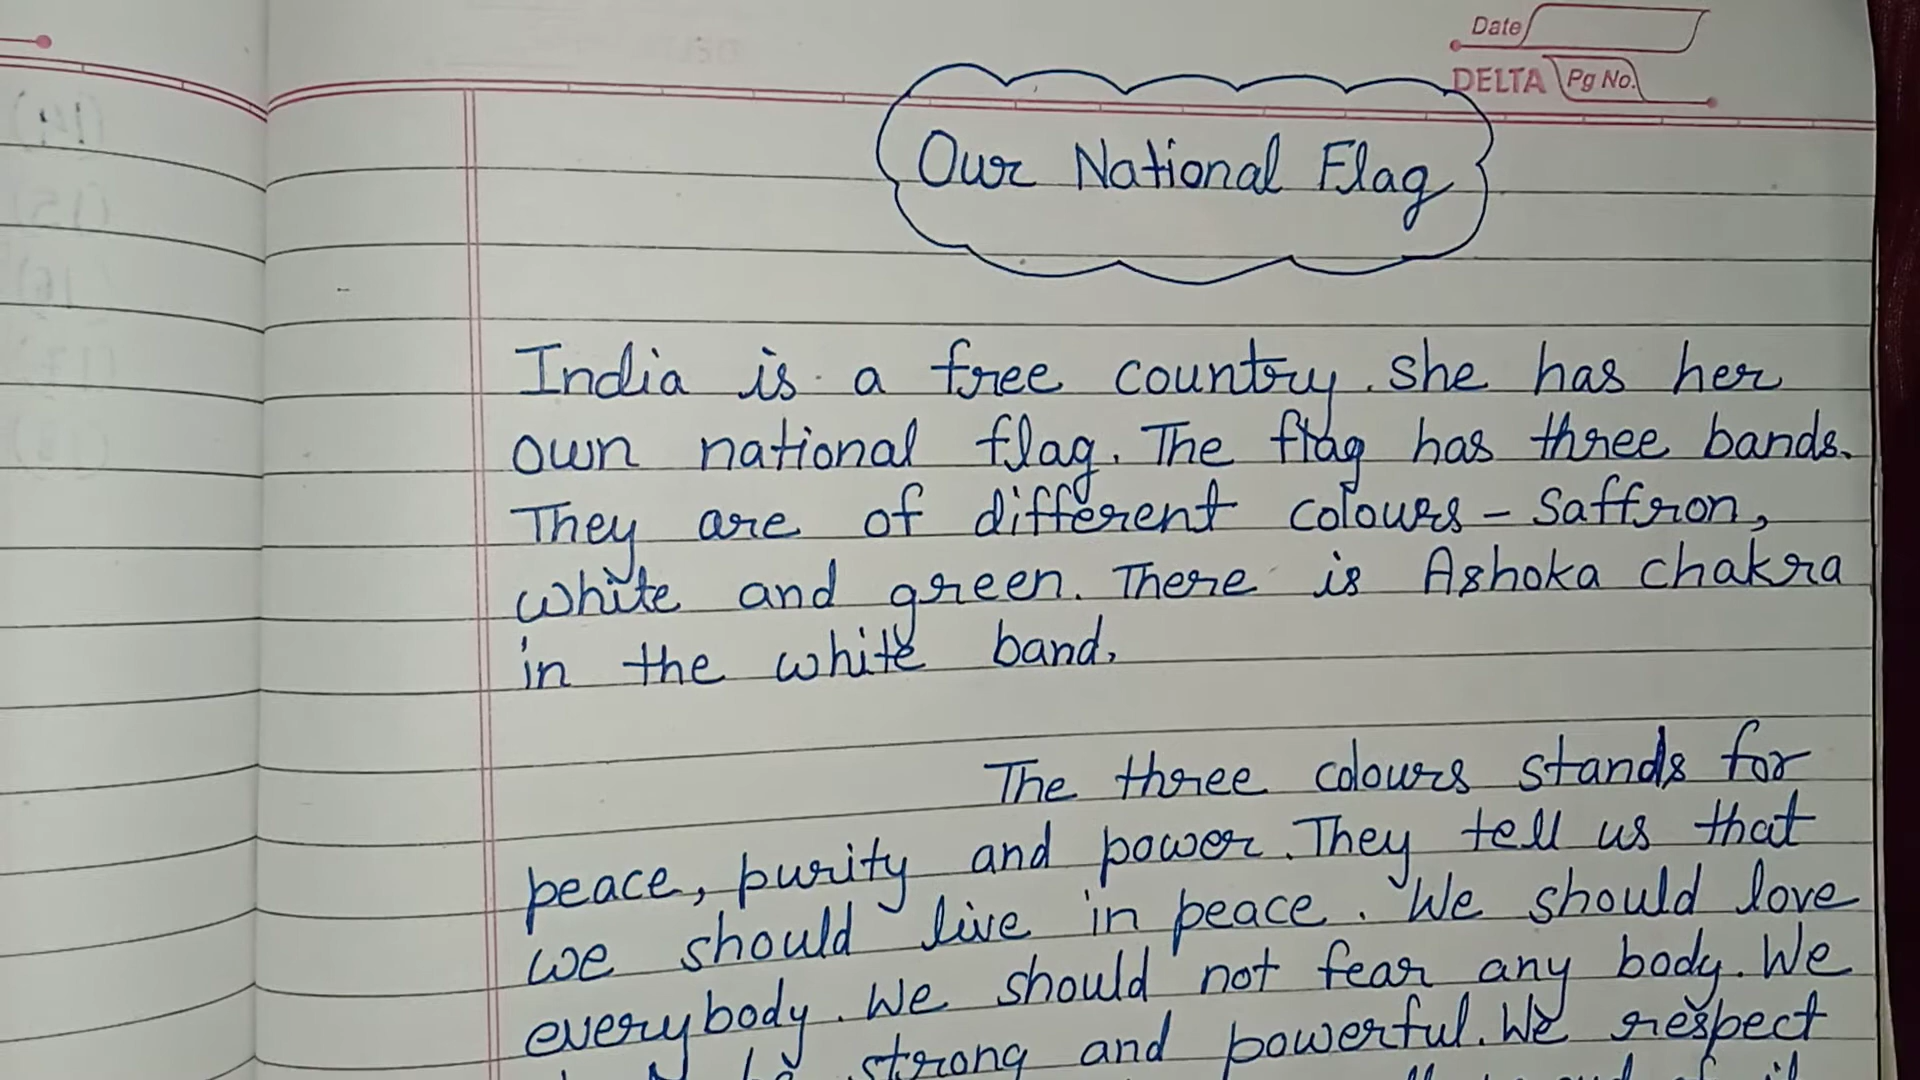 Date
DELTA Pg No.
Our National Flag
India is a free country. she has her
own national flag. The flag has three bands.
They are of different colours - Saffron,
white and green. There is Ashoka chakra
in the white band.
The three colours stands for
peace, purity and power. They tell us that
we should live in peace. We should love
everybody. We should not fear any body. We
strong and powerful. We respect